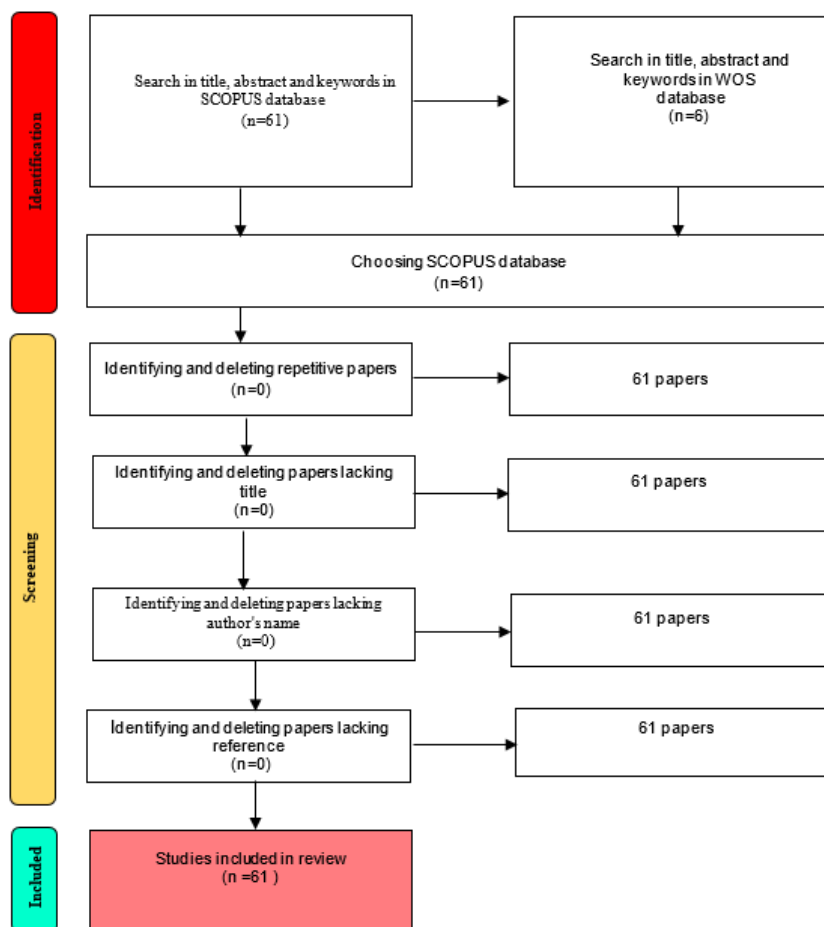 Identification
Search in title, abstract and keywords in
SCOPUS database
(n=61)
Search in title, abstract and
keywords in WOS
database
(n=6)
Choosing SCOPUS database
(n=61)
Screening
Identifying and deleting repetitive papers
(n=0)
61 papers
Identifying and deleting papers lacking
title
(n=0)
61 papers
Identifying and deleting papers lacking
author's name
(n=0)
61 papers
Identifying and deleting papers lacking
reference
(n=0)
61 papers
Included
Studies included in review
(n =61 )